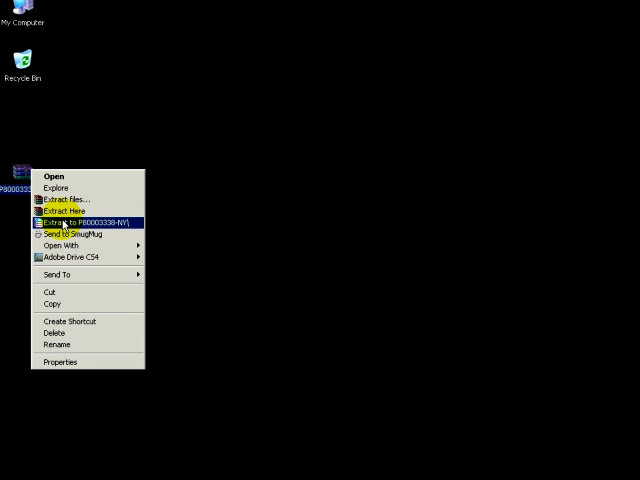 My Computer
Recycle Bin
P8000333
Open
Explore
Extract files...
Extract Here
Extract to P80003338-NY\
Send to SmugMug
Open With
Adobe Drive CS4
Send To
Cut
Copy
Create Shortcut
Delete
Rename
Properties